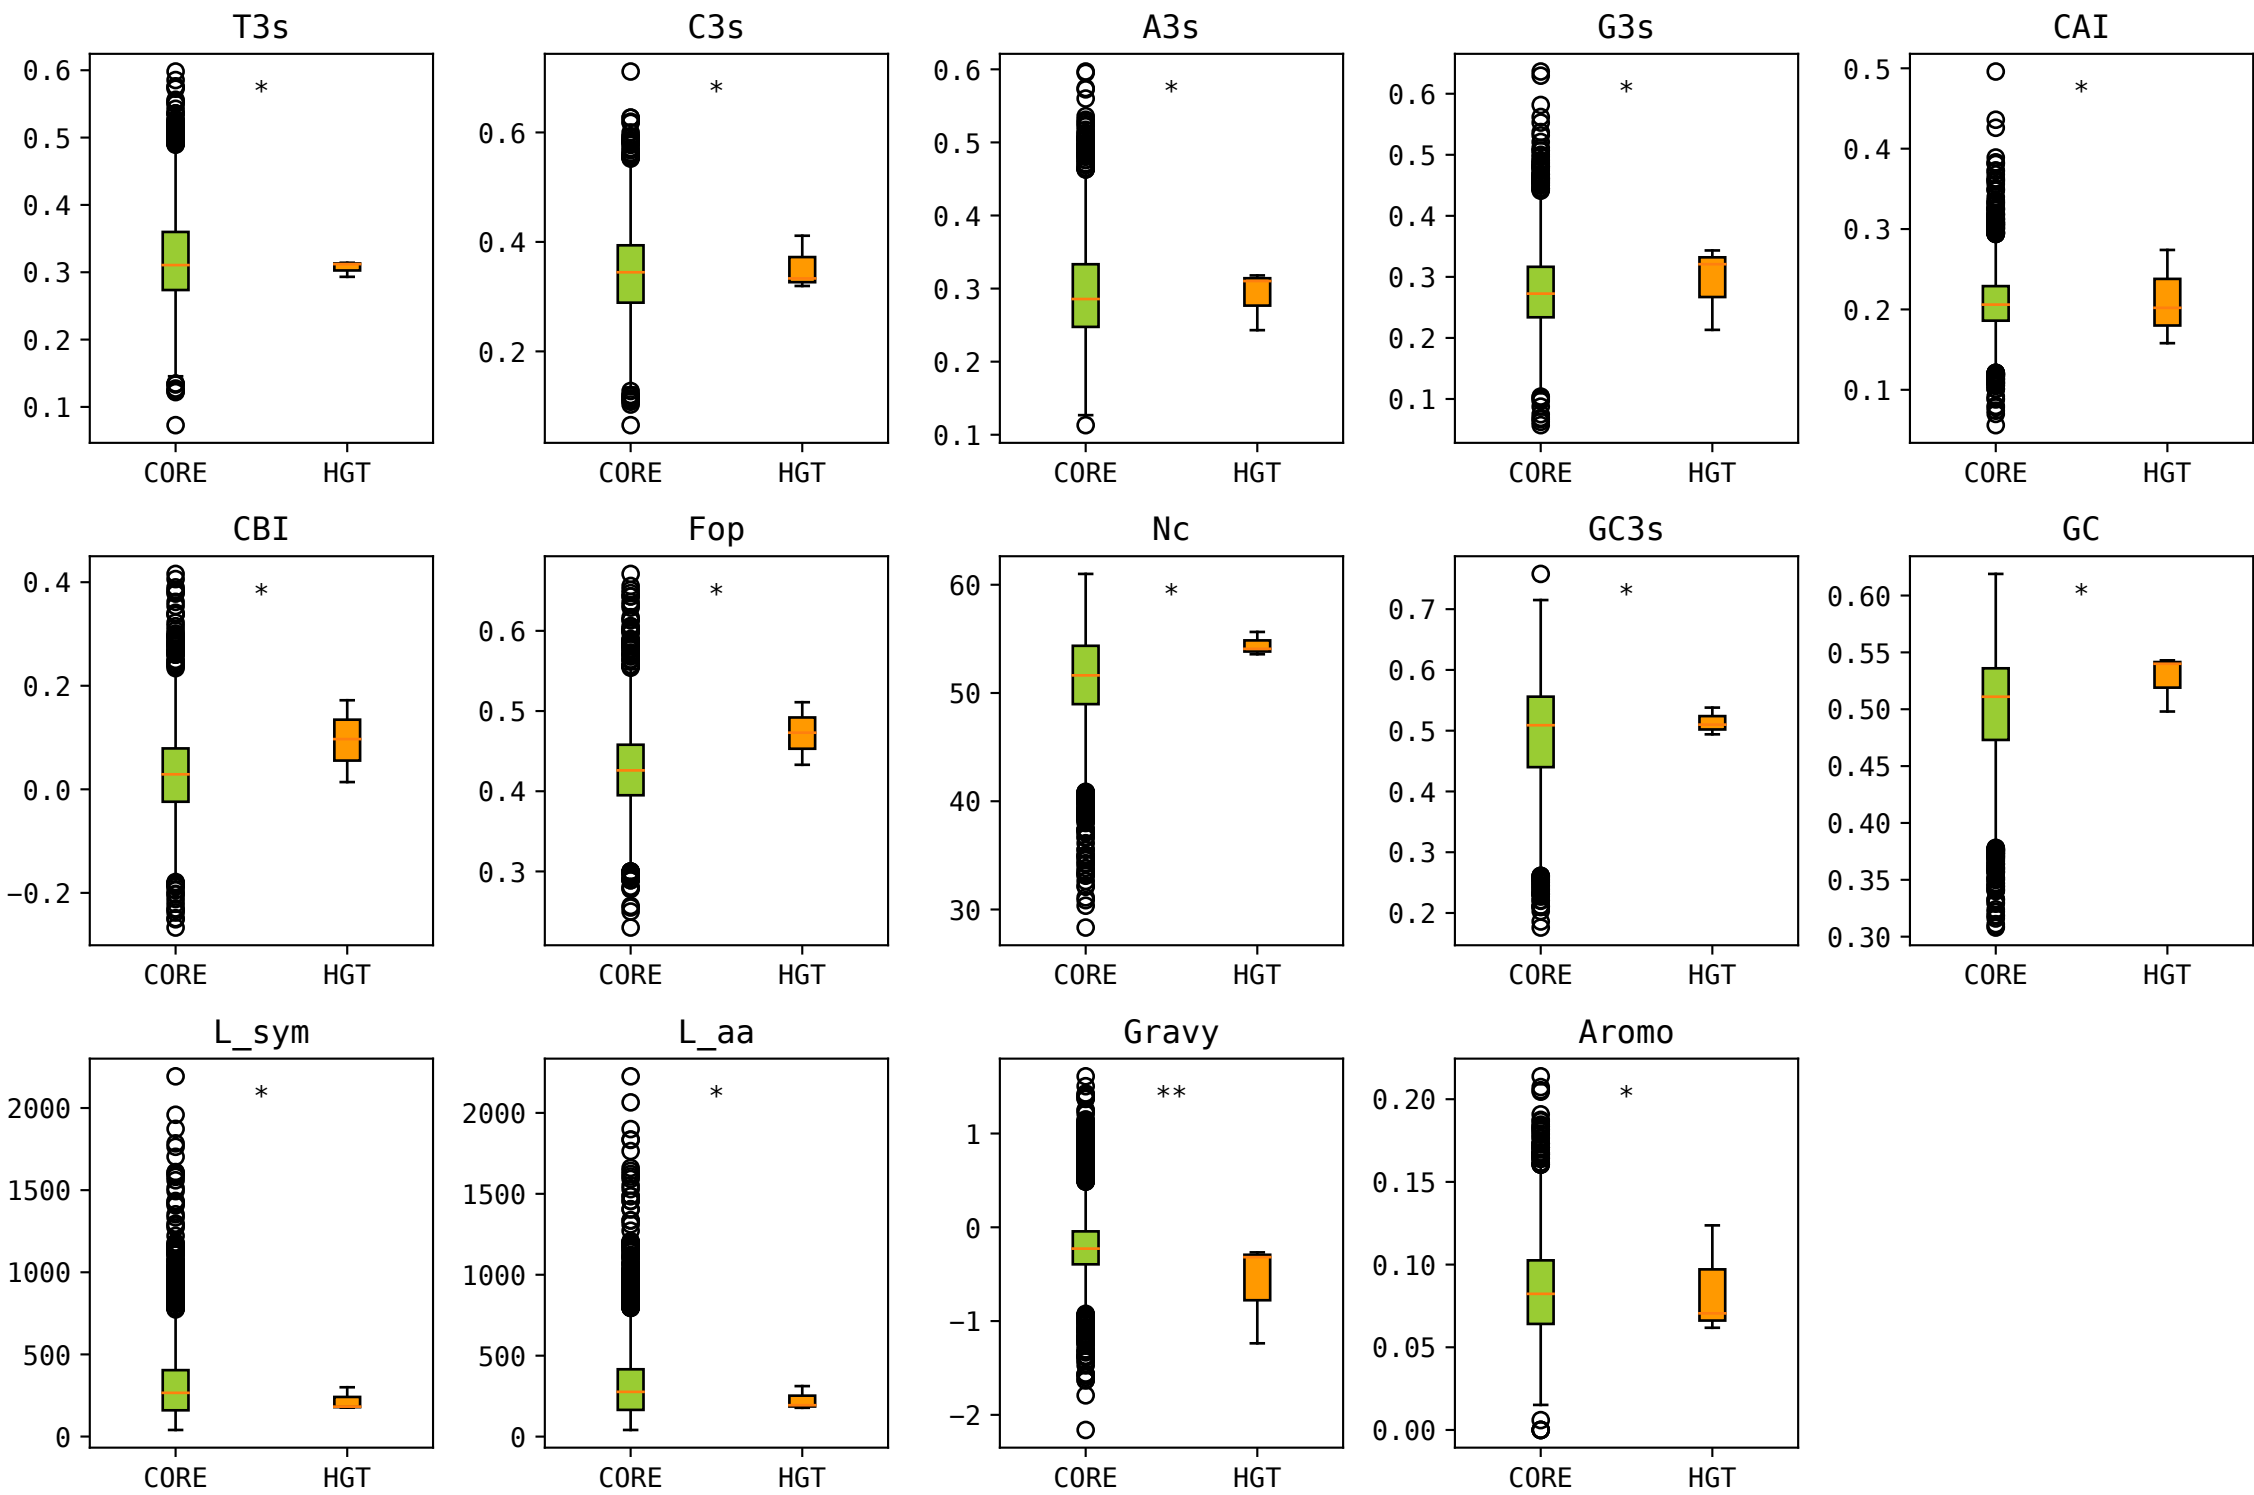 T3s
C3s
A3s
G3s
CAI
0.6
0.5
0.4
0.3
0.2
0.1
*
CORE
HGT
0.6
0.4
0.2
*
CORE
HGT
0.6
0.5
0.4
0.3
0.2
0.1
*
CORE
HGT
0.6
0.5
0.4
0.3
0.2
0.1
*
CORE
HGT
0.5
0.4
0.3
0.2
0.1
*
CORE
HGT
CBI
Fop
Nc
GC3s
GC
0.4
0.2
0.0
−0.2
*
CORE
HGT
0.6
0.5
0.4
0.3
*
CORE
HGT
60
50
40
30
*
CORE
HGT
0.7
0.6
0.5
0.4
0.3
0.2
*
CORE
HGT
0.60
0.55
0.50
0.45
0.40
0.35
0.30
*
CORE
HGT
L_sym
L_aa
Gravy
Aromo
2000
1500
1000
500
0
*
CORE
HGT
2000
1500
1000
500
0
*
CORE
HGT
1
0
−1
−2
**
CORE
HGT
0.20
0.15
0.10
0.05
0.00
*
CORE
HGT